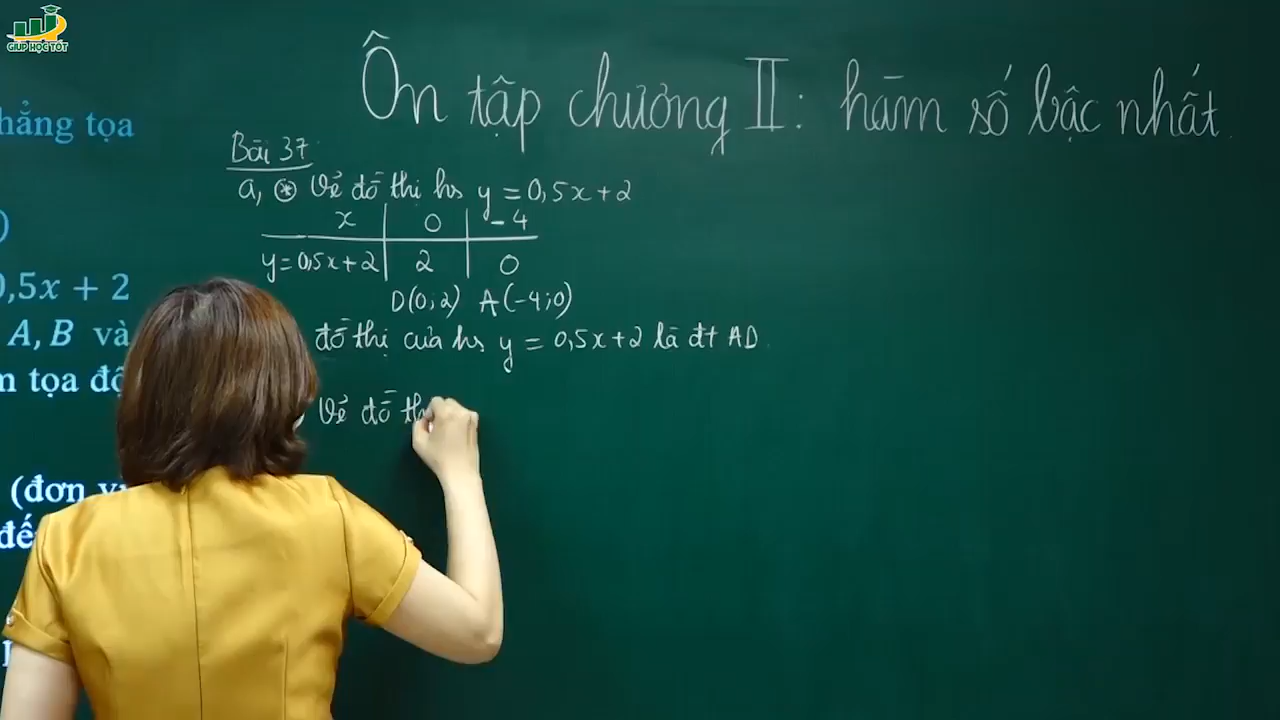 GIÚP HỌC TỐT
Ôn tập chương II: hàm số bậc nhất
hẳng tọa
)
0,5x + 2
A, B và
m tọa độ
(đơn vị
đến
Bài 37
a, ⊛ Vẽ đồ thị hs y = 0,5x + 2
x | 0 | -4
y = 0,5x + 2 | 2 | 0
D(0; 2) A(-4; 0)
đồ thị của hs y = 0,5x + 2 là đt AD
Vẽ đồ th